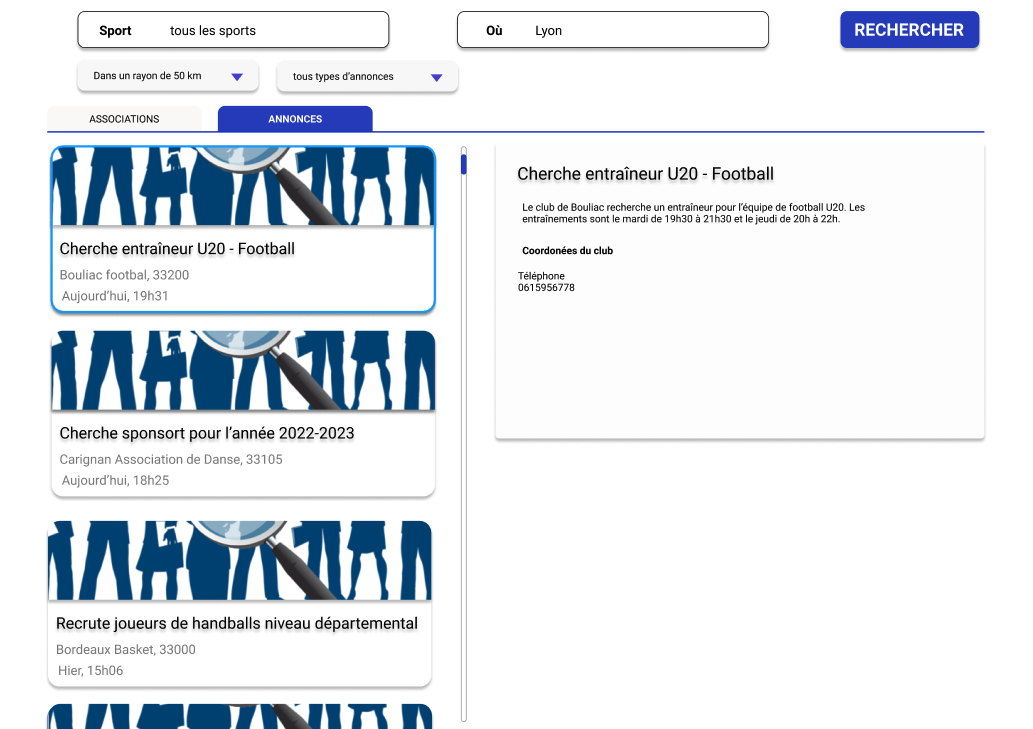 Sport tous les sports
Où Lyon
RECHERCHER
Dans un rayon de 50 km
tous types d’annonces
ASSOCIATIONS
ANNONCES
Cherche entraîneur U20 - Football
Bouliac footbal, 33200
Aujourd’hui, 19h31
Cherche sponsort pour l’année 2022-2023
Carignan Association de Danse, 33105
Aujourd’hui, 18h25
Recrute joueurs de handballs niveau départemental
Bordeaux Basket, 33000
Hier, 15h06
Cherche entraîneur U20 - Football
Le club de Bouliac recherche un entraîneur pour l’équipe de football U20. Les
entraînements sont le mardi de 19h30 à 21h30 et le jeudi de 20h à 22h.
Coordonées du club
Téléphone
0615956778